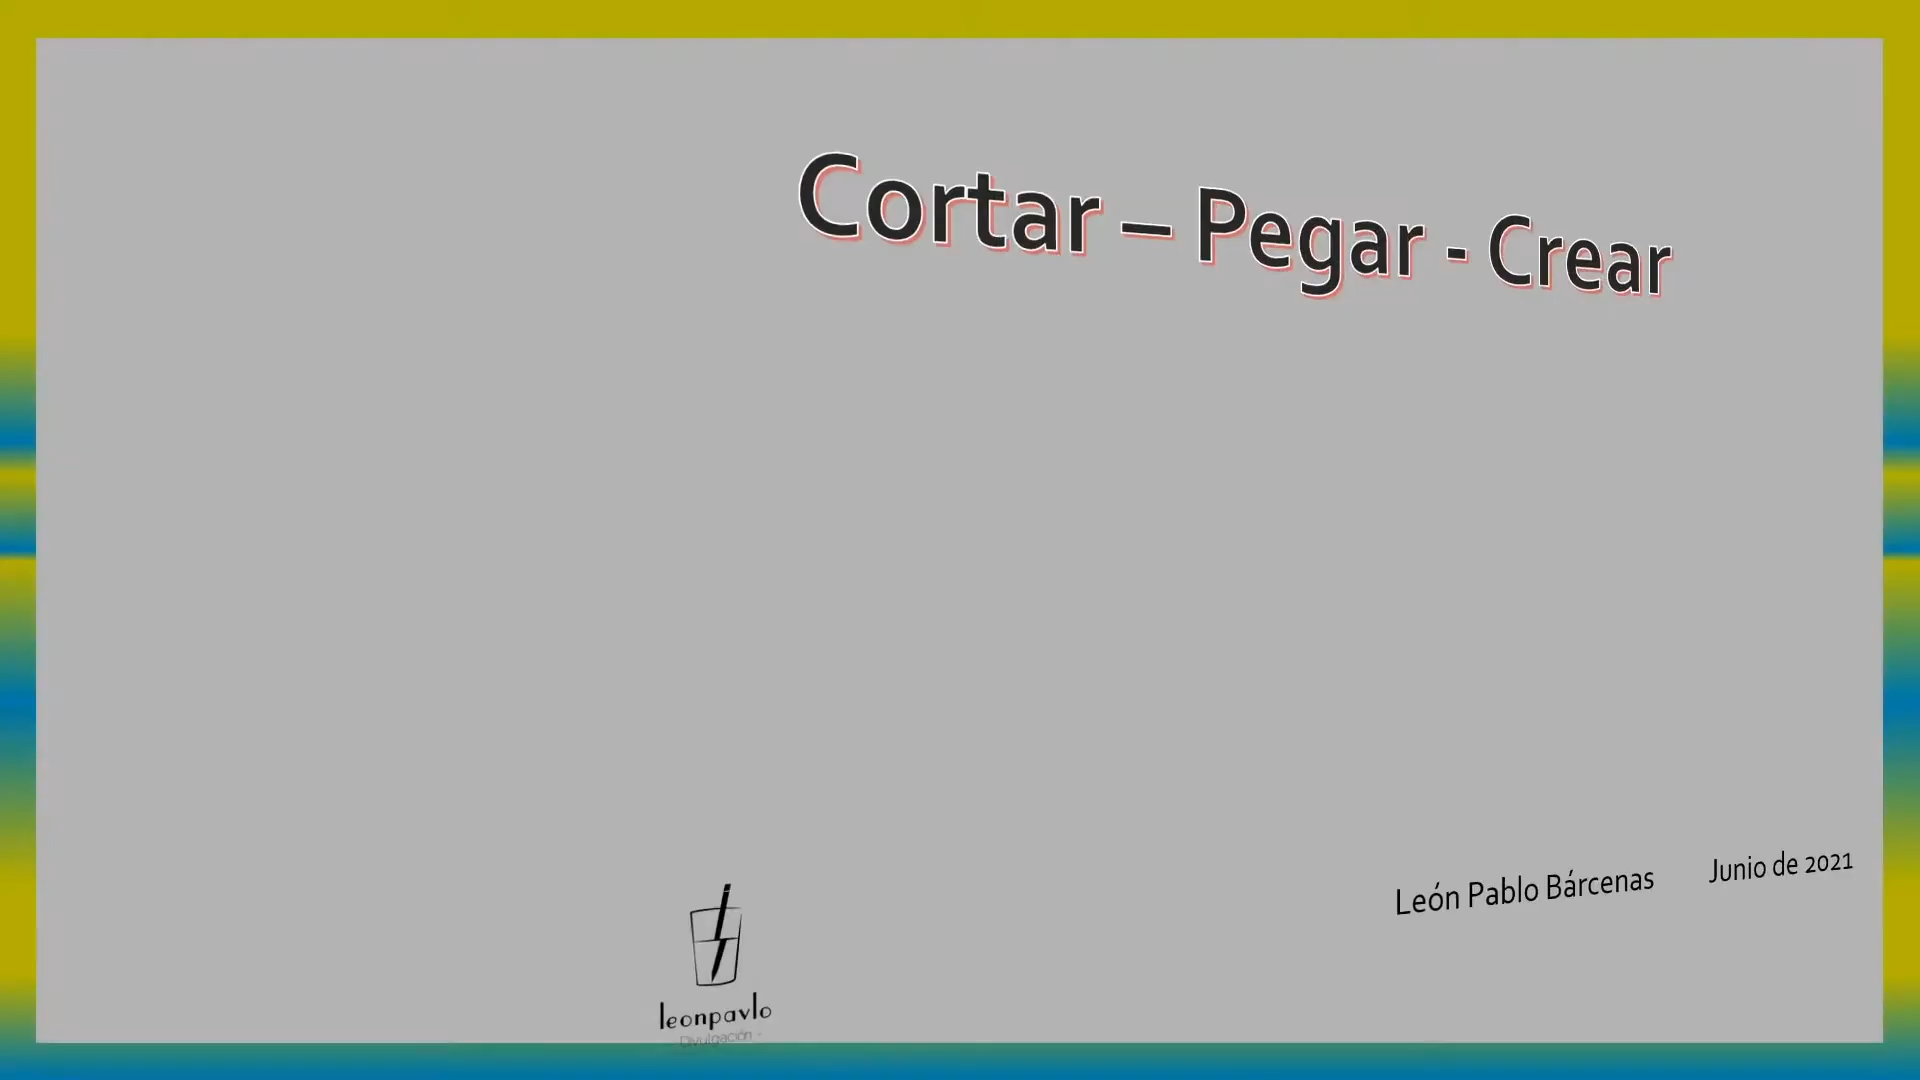 Cortar – Pegar - Crear
León Pablo Bárcenas
Junio de 2021
leonpavlo
Divulgación -